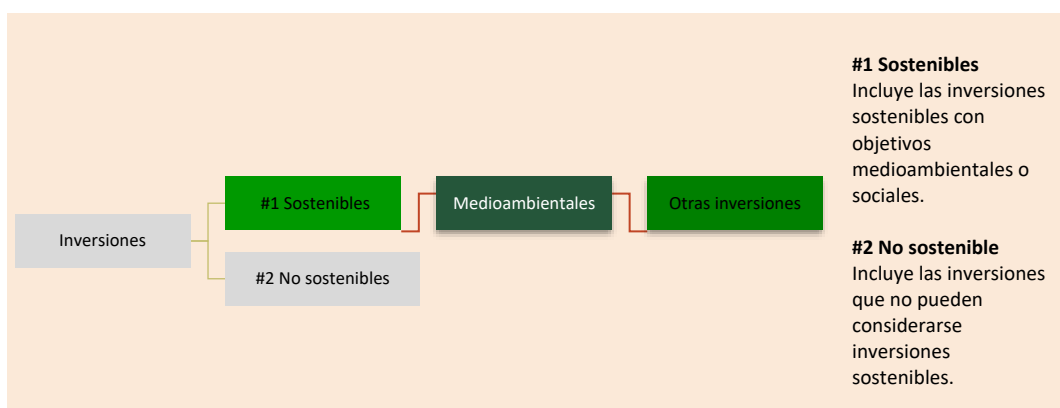 Inversiones
#1 Sostenibles
#2 No sostenibles
Medioambientales
Otras inversiones
#1 Sostenibles
Incluye las inversiones
sostenibles con
objetivos
medioambientales o
sociales.
#2 No sostenible
Incluye las inversiones
que no pueden
considerarse
inversiones
sostenibles.